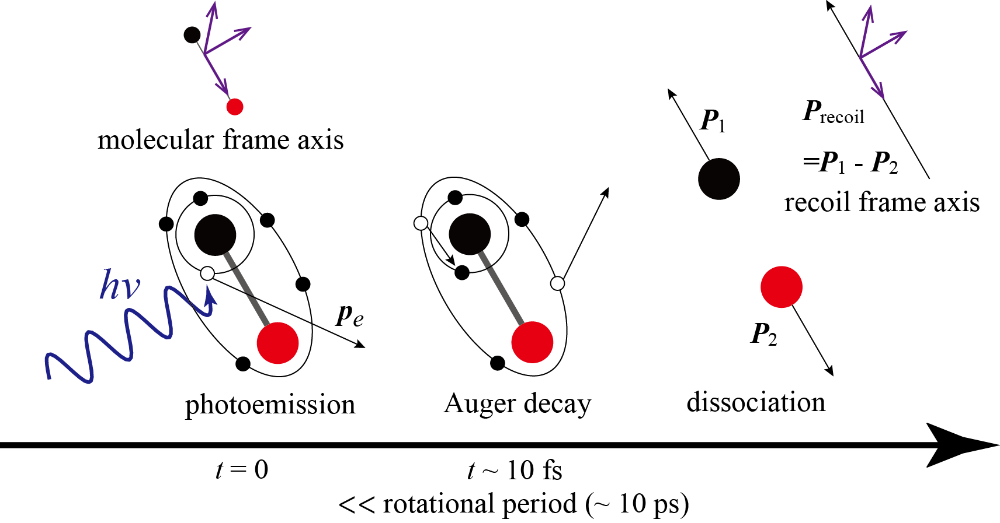 molecular frame axis
hν
pe
photoemission
Auger decay
P1
P2
dissociation
Precoil
=P1 - P2
recoil frame axis
t = 0
t ~ 10 fs
<< rotational period (~ 10 ps)